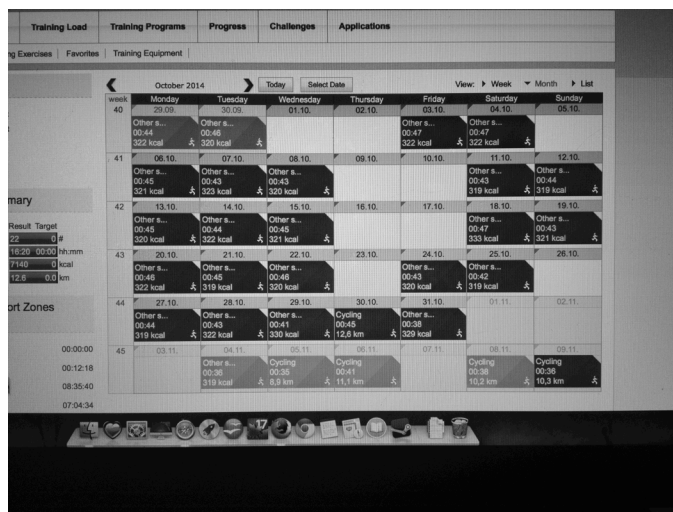 Training Load Training Programs Progress Challenges Applications
Exercises Favorites Training Equipment
October 2014 Today Select Date View: Week Month List
week Monday Tuesday Wednesday Thursday Friday Saturday Sunday
40 29.09. 30.09. 01.10. 02.10. 03.10. 04.10. 05.10.
Other s... Other s... Other s... Other s...
00:44 00:46 00:47 00:47
322 kcal 320 kcal 322 kcal 322 kcal
41 06.10. 07.10. 08.10. 09.10. 10.10. 11.10. 12.10.
Other s... Other s... Other s... Other s... Other s...
00:45 00:43 00:43 00:43 00:44
321 kcal 323 kcal 320 kcal 319 kcal 319 kcal
42 13.10. 14.10. 15.10. 16.10. 17.10. 18.10. 19.10.
Other s... Other s... Other s... Other s... Other s...
00:45 00:44 00:45 00:47 00:43
320 kcal 322 kcal 321 kcal 333 kcal 321 kcal
43 20.10. 21.10. 22.10. 23.10. 24.10. 25.10. 26.10.
Other s... Other s... Other s... Other s... Other s...
00:46 00:45 00:46 00:43 00:42
322 kcal 319 kcal 320 kcal 320 kcal 319 kcal
44 27.10. 28.10. 29.10. 30.10. 31.10. 01.11. 02.11.
Other s... Other s... Other s... Cycling Other s...
00:44 00:43 00:41 00:45 00:38
319 kcal 322 kcal 330 kcal 12,6 km 329 kcal
45 03.11. 04.11. 05.11. 06.11. 07.11. 08.11. 09.11.
Other s... Cycling Cycling Cycling Cycling
00:36 00:35 00:41 00:36 00:36
319 kcal 8,9 km 11,1 km 10,2 km 10,3 km
mary
Result Target
22 0 #
16:20 00:00 hh:mm
7140 0 kcal
12.6 0.0 km
ort Zones
00:00:00
00:12:18
08:35:40
07:04:34
17